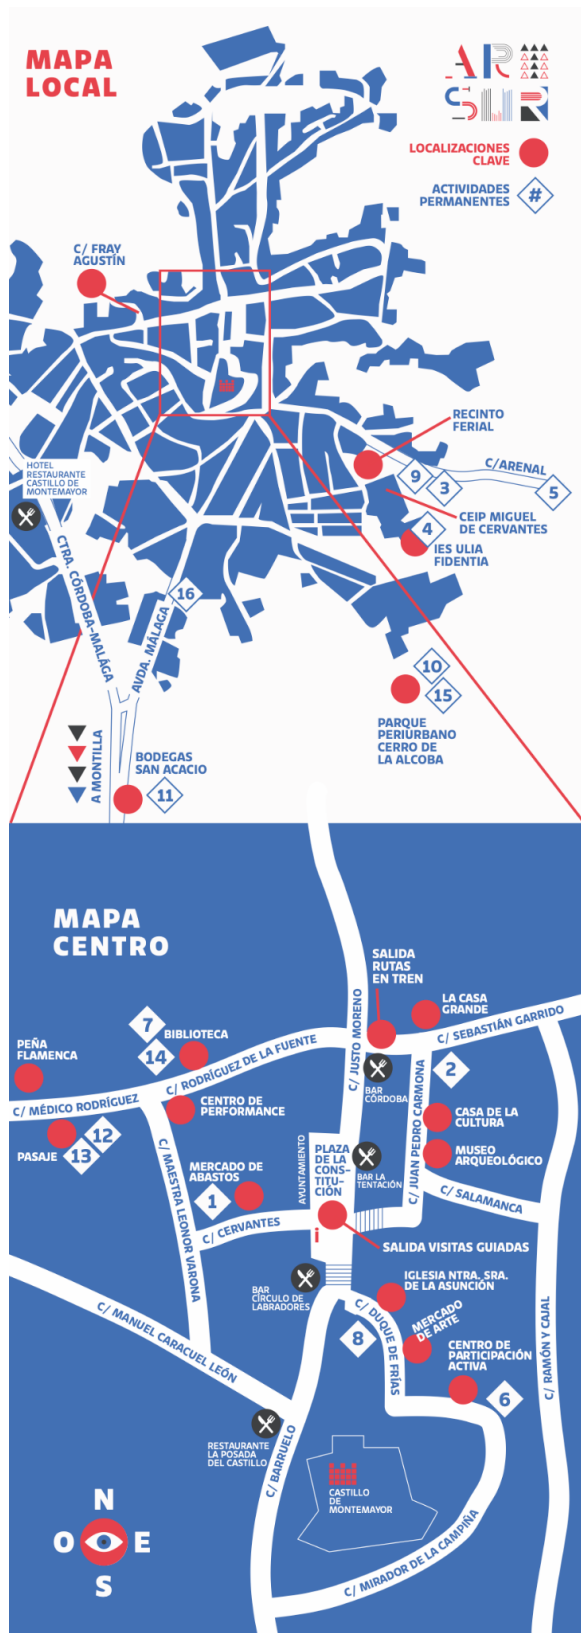 MAPA
LOCAL
AR
SUR
LOCALIZACIONES
CLAVE
ACTIVIDADES
PERMANENTES
#
C/ FRAY
AGUSTÍN
RECINTO
FERIAL
C/ARENAL
9
3
5
HOTEL
RESTAURANTE
CASTILLO DE
MONTEMAYOR
CEIP MIGUEL
DE CERVANTES
4
IES ULIA
FIDENTIA
CTRA. CÓRDOBA-MALÁGA
AVDA. MÁLAGA
16
10
15
PARQUE
PERIURBANO
CERRO DE
LA ALCOBA
A MONTILLA
BODEGAS
SAN ACACIO
11
MAPA
CENTRO
SALIDA
RUTAS
EN TREN
LA CASA
GRANDE
C/ JUSTO MORENO
C/ SEBASTIÁN GARRIDO
7
14
BIBLIOTECA
PEÑA
FLAMENCA
C/ RODRÍGUEZ DE LA FUENTE
C/ MÉDICO RODRÍGUEZ
BAR
CÓRDOBA
2
CENTRO DE
PERFORMANCE
C/ JUAN PEDRO CARMONA
CASA DE LA
CULTURA
PASAJE
13
12
MUSEO
ARQUEOLÓGICO
C/ MAESTRA LEONOR VARONA
MERCADO DE
ABASTOS
1
AYUNTAMIENTO
PLAZA
DE LA
CONS-
TITU-
CIÓN
BAR LA
TENTACIÓN
C/ SALAMANCA
C/ CERVANTES
i
SALIDA VISITAS GUIADAS
BAR
CÍRCULO DE
LABRADORES
IGLESIA NTRA. SRA.
DE LA ASUNCIÓN
C/ DUQUE DE FRÍAS
8
MERCADO
DE ARTE
CENTRO DE
PARTICIPACIÓN
ACTIVA
6
C/ RAMÓN Y CAJAL
C/ MANUEL CARACUEL LEÓN
RESTAURANTE
LA POSADA
DEL CASTILLO
C/ BARRUELO
CASTILLO
DE
MONTEMAYOR
C/ MIRADOR DE LA CAMPIÑA
N
O
E
S